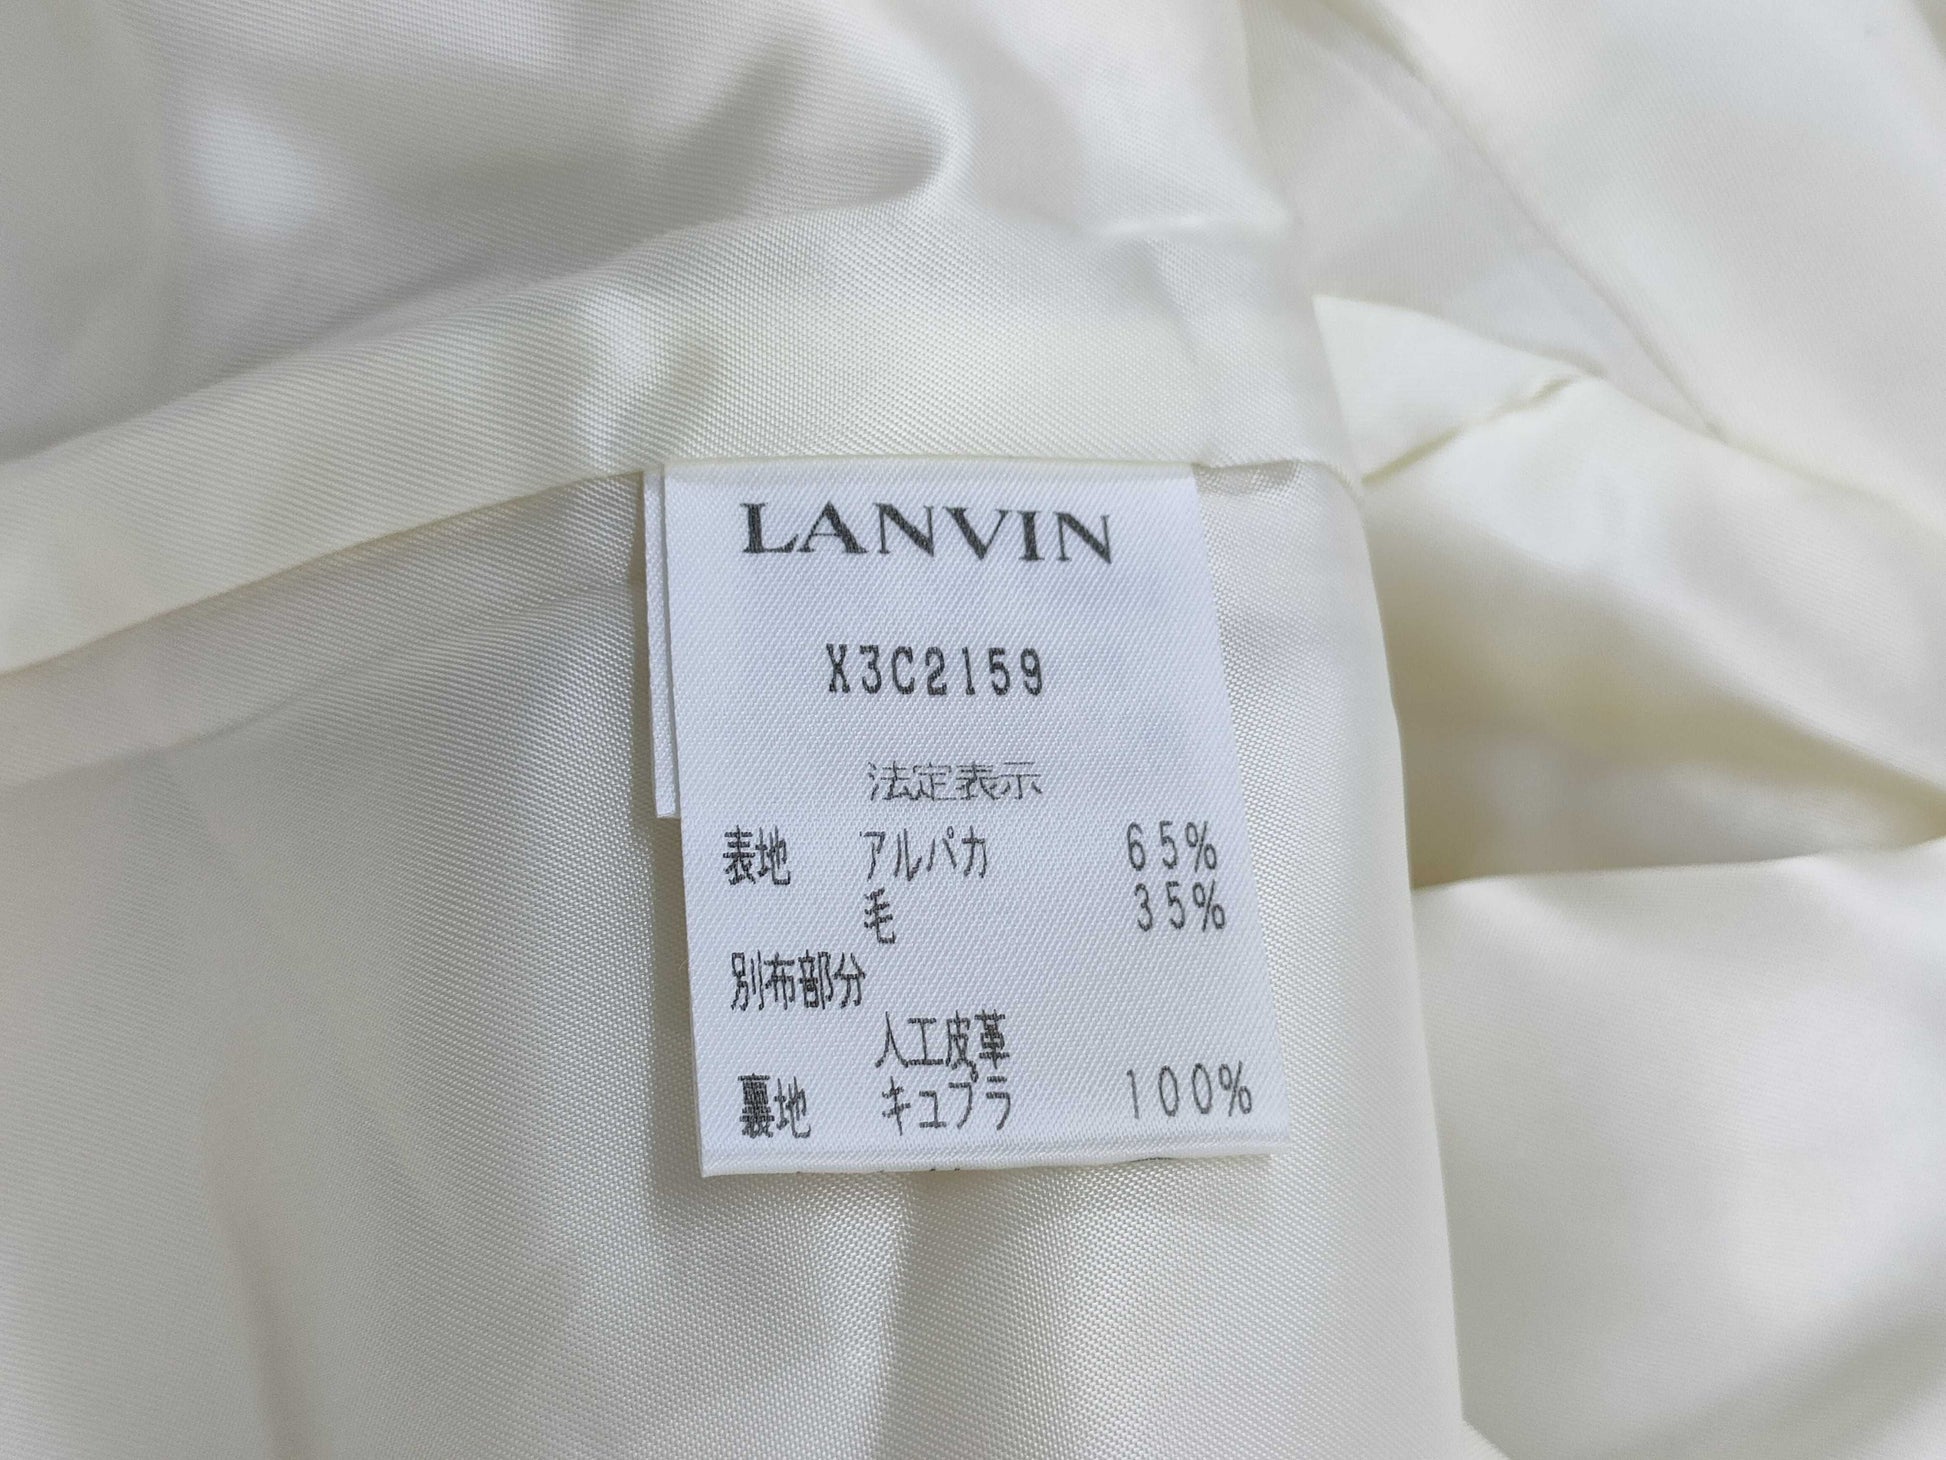 LANVIN
X3C2159
法定表示
表地 アルパカ 65%
毛 35%
別布部分
人工皮革
裏地 キュプラ 100%